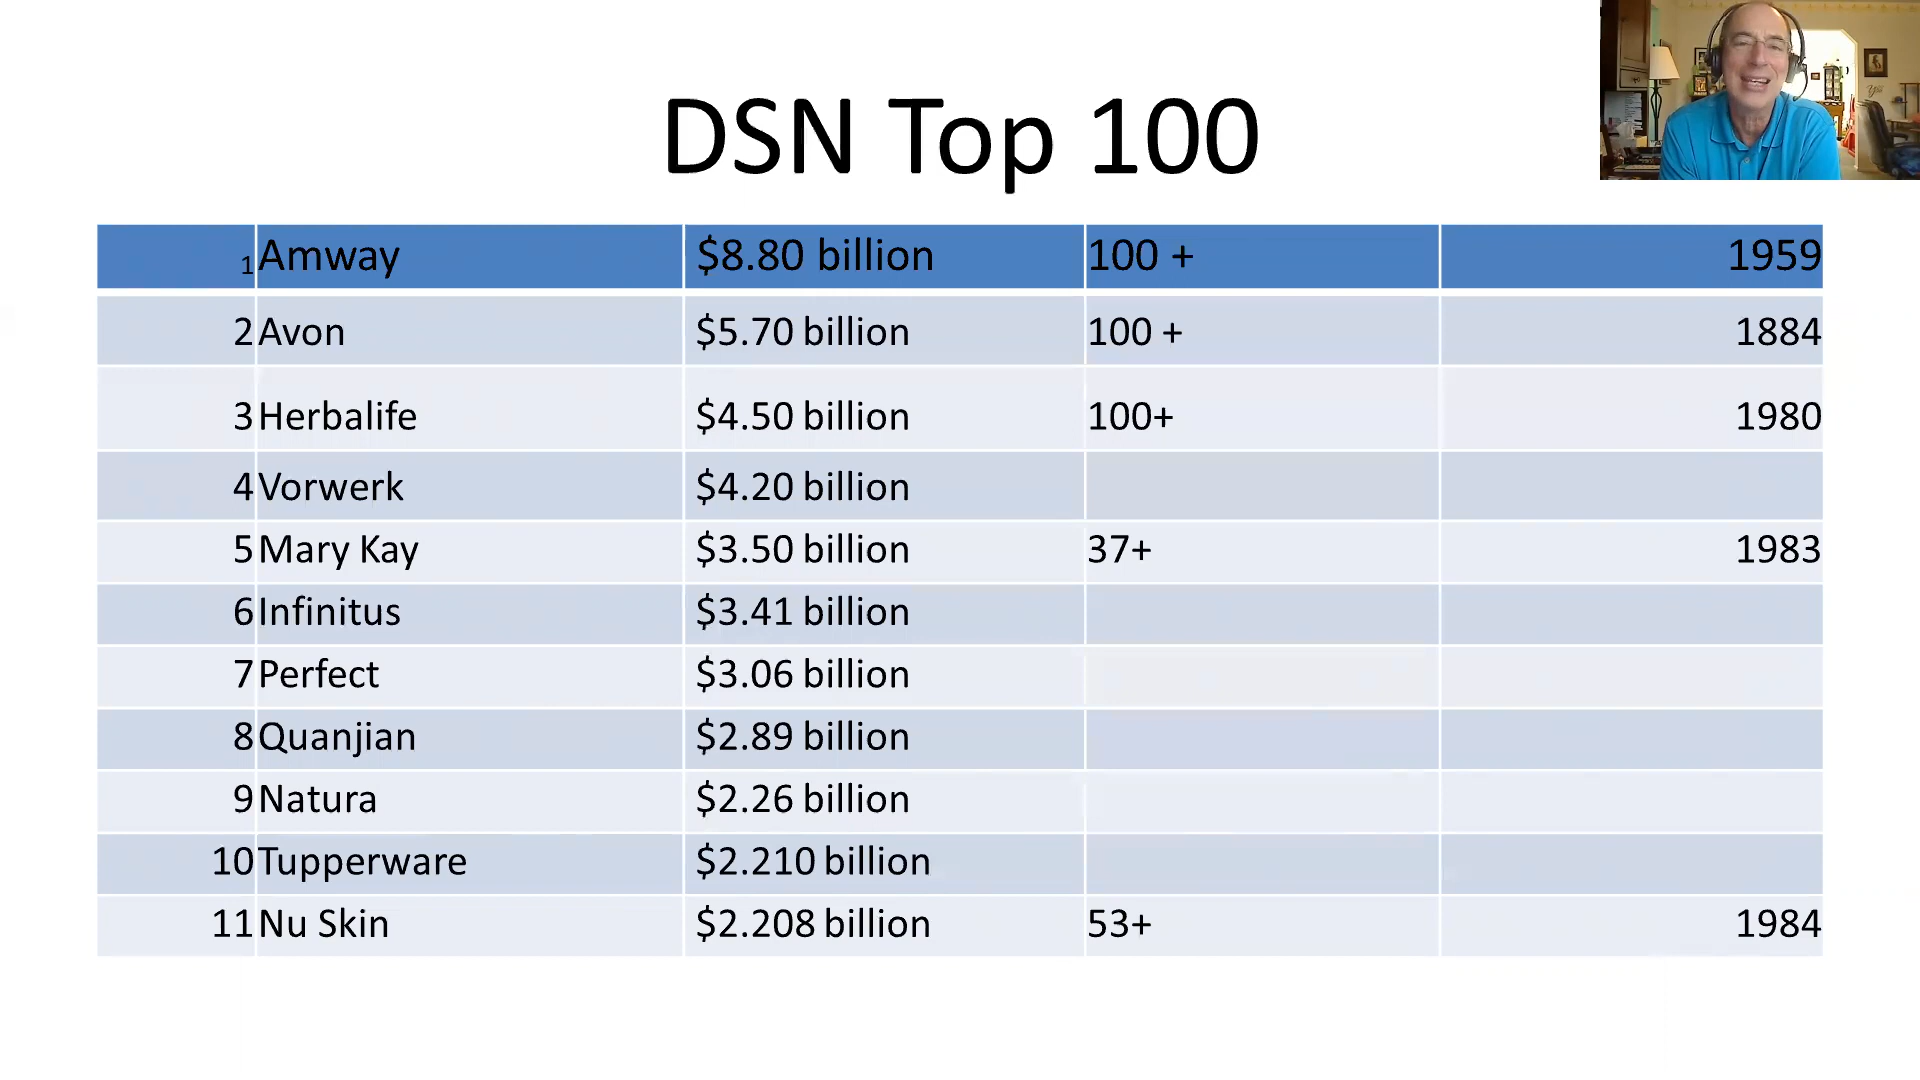 DSN Top 100
1 Amway $8.80 billion 100 + 1959
2 Avon $5.70 billion 100 + 1884
3 Herbalife $4.50 billion 100+ 1980
4 Vorwerk $4.20 billion
5 Mary Kay $3.50 billion 37+ 1983
6 Infinitus $3.41 billion
7 Perfect $3.06 billion
8 Quanjian $2.89 billion
9 Natura $2.26 billion
10 Tupperware $2.210 billion
11 Nu Skin $2.208 billion 53+ 1984